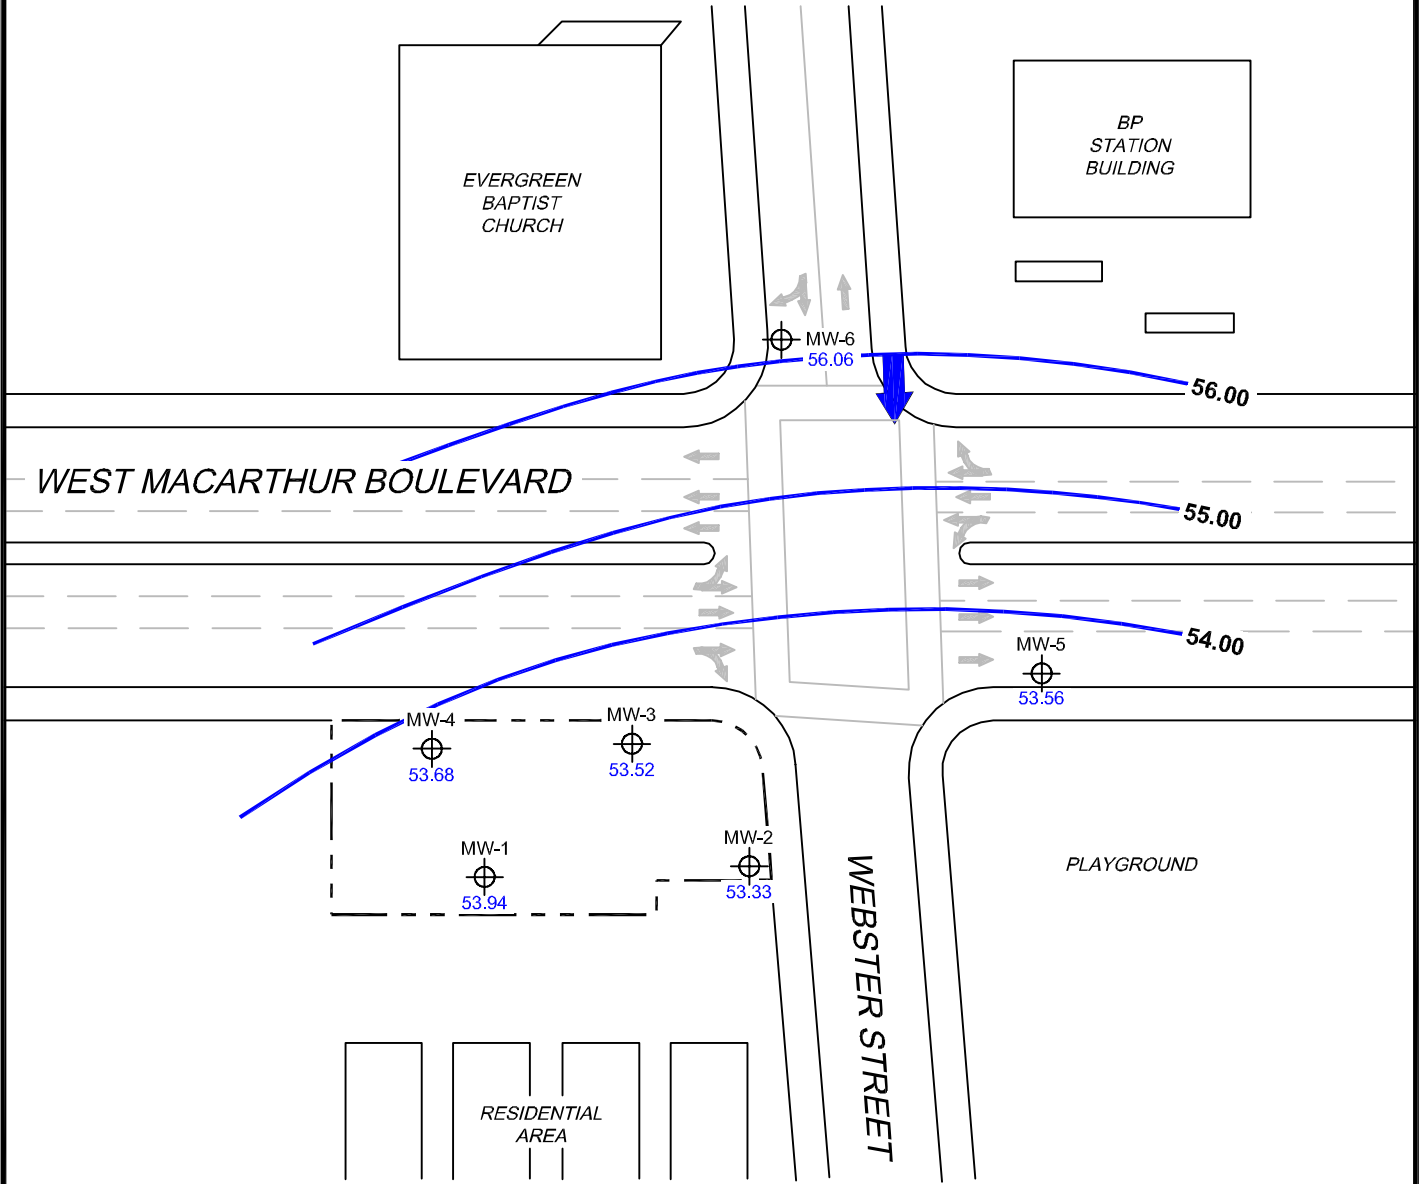 EVERGREEN
BAPTIST
CHURCH
BP
STATION
BUILDING
MW-6
56.06
56.00
WEST MACARTHUR BOULEVARD
55.00
54.00
MW-5
53.56
MW-4
53.68
MW-3
53.52
MW-1
53.94
MW-2
53.33
PLAYGROUND
WEBSTER STREET
RESIDENTIAL
AREA